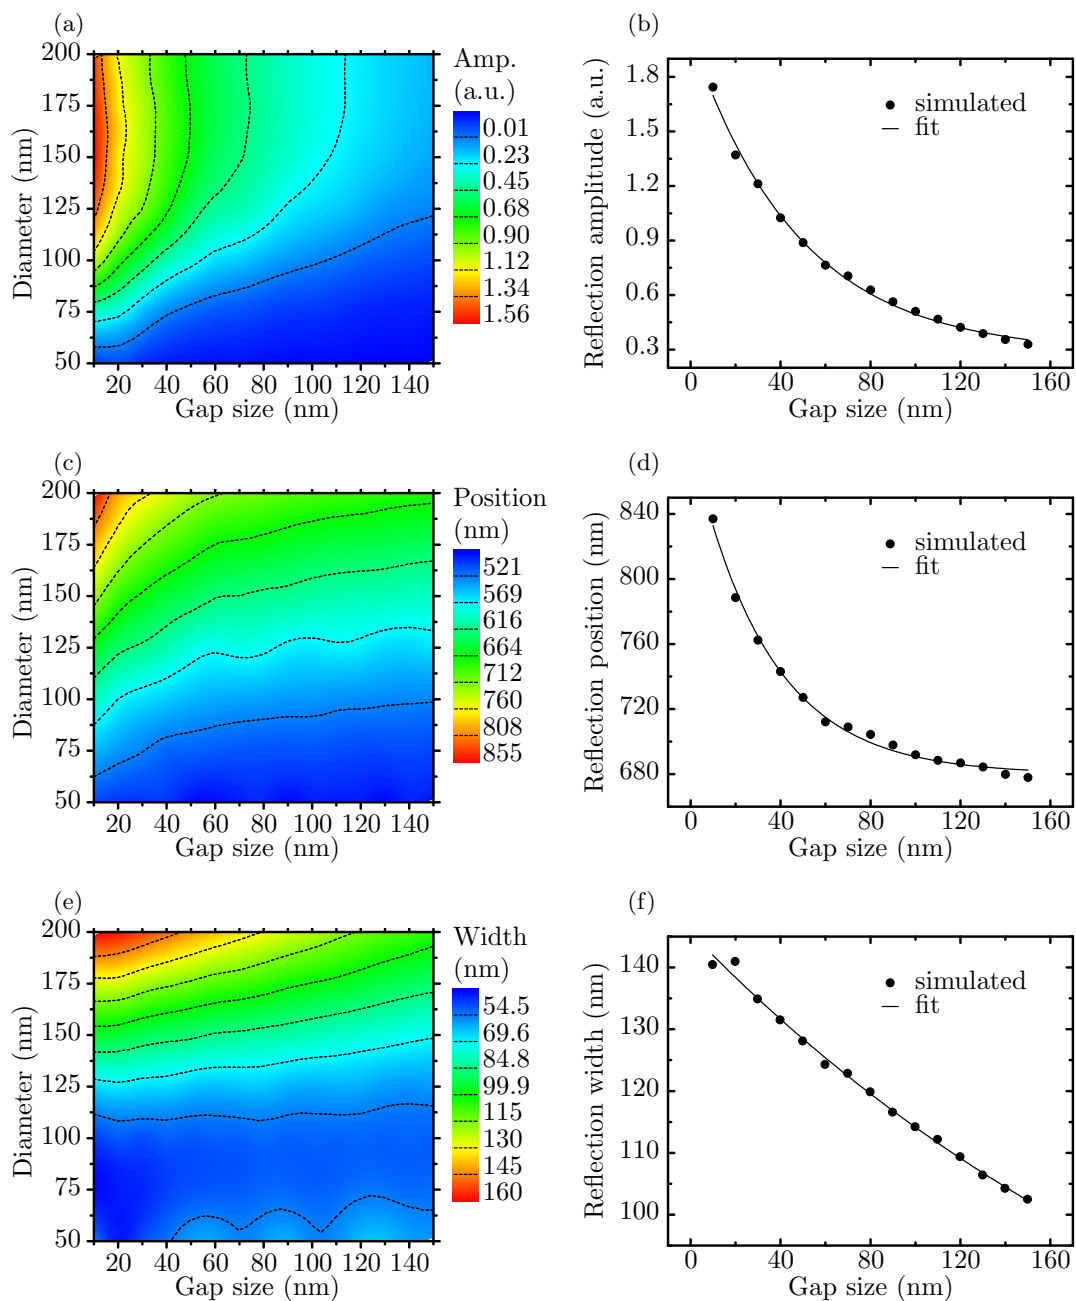 (a)
Diameter (nm)
200
175
150
125
100
75
50
20 40 60 80 100 120 140
Gap size (nm)
Amp.
(a.u.)
0.01
0.23
0.45
0.68
0.90
1.12
1.34
1.56
(b)
Reflection amplitude (a.u.)
1.8
1.5
1.2
0.9
0.6
0.3
0 40 80 120 160
Gap size (nm)
simulated
fit
(c)
Diameter (nm)
200
175
150
125
100
75
50
20 40 60 80 100 120 140
Gap size (nm)
Position
(nm)
521
569
616
664
712
760
808
855
(d)
Reflection position (nm)
840
800
760
720
680
0 40 80 120 160
Gap size (nm)
simulated
fit
(e)
Diameter (nm)
200
175
150
125
100
75
50
20 40 60 80 100 120 140
Gap size (nm)
Width
(nm)
54.5
69.6
84.8
99.9
115
130
145
160
(f)
Reflection width (nm)
140
130
120
110
100
0 40 80 120 160
Gap size (nm)
simulated
fit